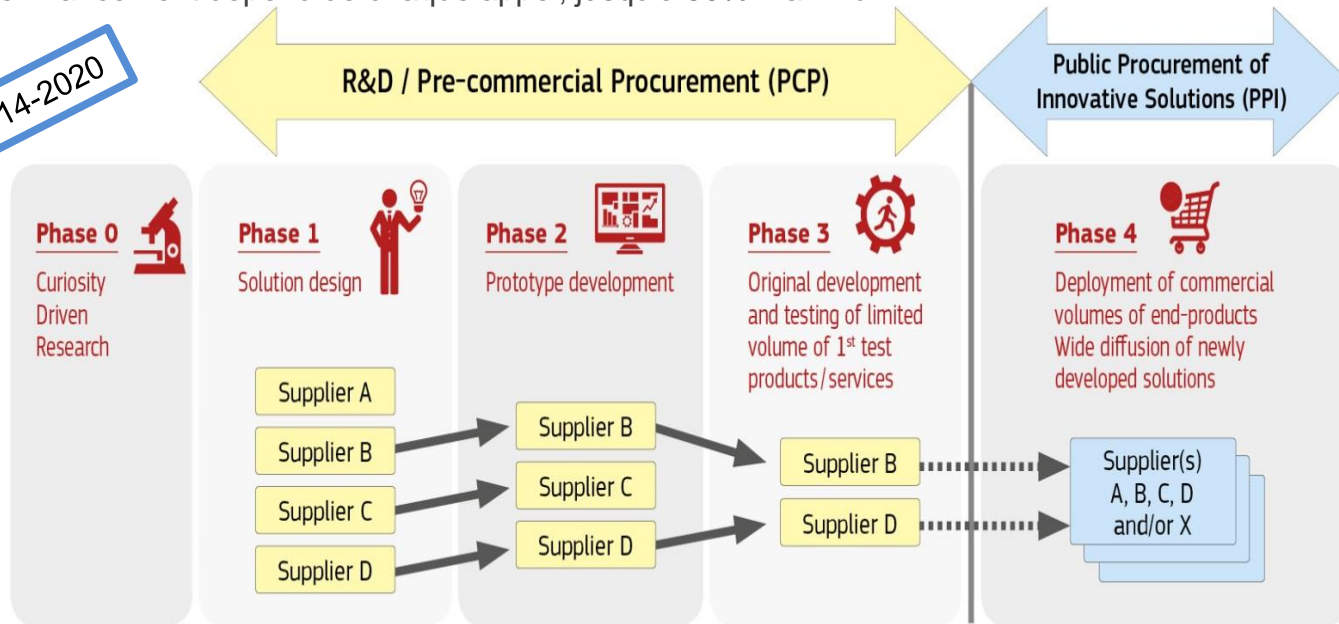 14-2020
R&D / Pre-commercial Procurement (PCP)
Public Procurement of
Innovative Solutions (PPI)
Phase 0
Curiosity
Driven
Research
Phase 1
Solution design
Supplier A
Supplier B
Supplier C
Supplier D
Phase 2
Prototype development
Supplier B
Supplier C
Supplier D
Phase 3
Original development
and testing of limited
volume of 1st test
products/services
Supplier B
Supplier D
Phase 4
Deployment of commercial
volumes of end-products
Wide diffusion of newly
developed solutions
Supplier(s)
A, B, C, D
and/or X